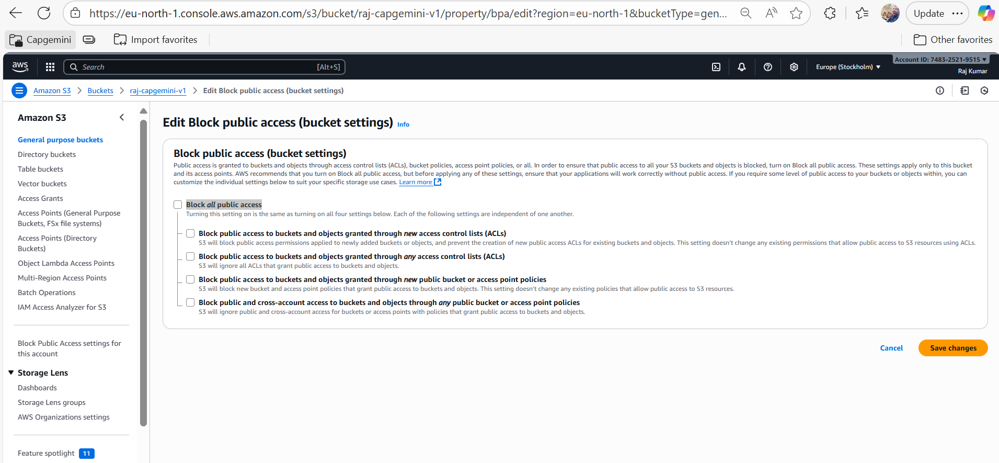 https://eu-north-1.console.aws.amazon.com/s3/bucket/raj-capgemini-v1/property/bpa/edit?region=eu-north-1&bucketType=gen...
Update
Capgemini
Import favorites
Other favorites
aws
Search
[Alt+S]
Europe (Stockholm)
Account ID: 7483-2521-9515
Raj Kumar
Amazon S3
Buckets
raj-capgemini-v1
Edit Block public access (bucket settings)
Amazon S3
General purpose buckets
Directory buckets
Table buckets
Vector buckets
Access Grants
Access Points (General Purpose
Buckets, FSx file systems)
Access Points (Directory
Buckets)
Object Lambda Access Points
Multi-Region Access Points
Batch Operations
IAM Access Analyzer for S3
Block Public Access settings for
this account
Storage Lens
Dashboards
Storage Lens groups
AWS Organizations settings
Feature spotlight 11
Edit Block public access (bucket settings) Info
Block public access (bucket settings)
Public access is granted to buckets and objects through access control lists (ACLs), bucket policies, access point policies, or all. In order to ensure that public access to all your S3 buckets and objects is blocked, turn on Block all public access. These settings apply only to this bucket
and its access points. AWS recommends that you turn on Block all public access, but before applying any of these settings, ensure that your applications will work correctly without public access. If you require some level of public access to your buckets or objects within, you can
customize the individual settings below to suit your specific storage use cases. Learn more
Block all public access
Turning this setting on is the same as turning on all four settings below. Each of the following settings are independent of one another.
Block public access to buckets and objects granted through new access control lists (ACLs)
S3 will block public access permissions applied to newly added buckets or objects, and prevent the creation of new public access ACLs for existing buckets and objects. This setting doesn't change any existing permissions that allow public access to S3 resources using ACLs.
Block public access to buckets and objects granted through any access control lists (ACLs)
S3 will ignore all ACLs that grant public access to buckets and objects.
Block public access to buckets and objects granted through new public bucket or access point policies
S3 will block new bucket and access point policies that grant public access to buckets and objects. This setting doesn't change any existing policies that allow public access to S3 resources.
Block public and cross-account access to buckets and objects through any public bucket or access point policies
S3 will ignore public and cross-account access for buckets or access points with policies that grant public access to buckets and objects.
Cancel
Save changes